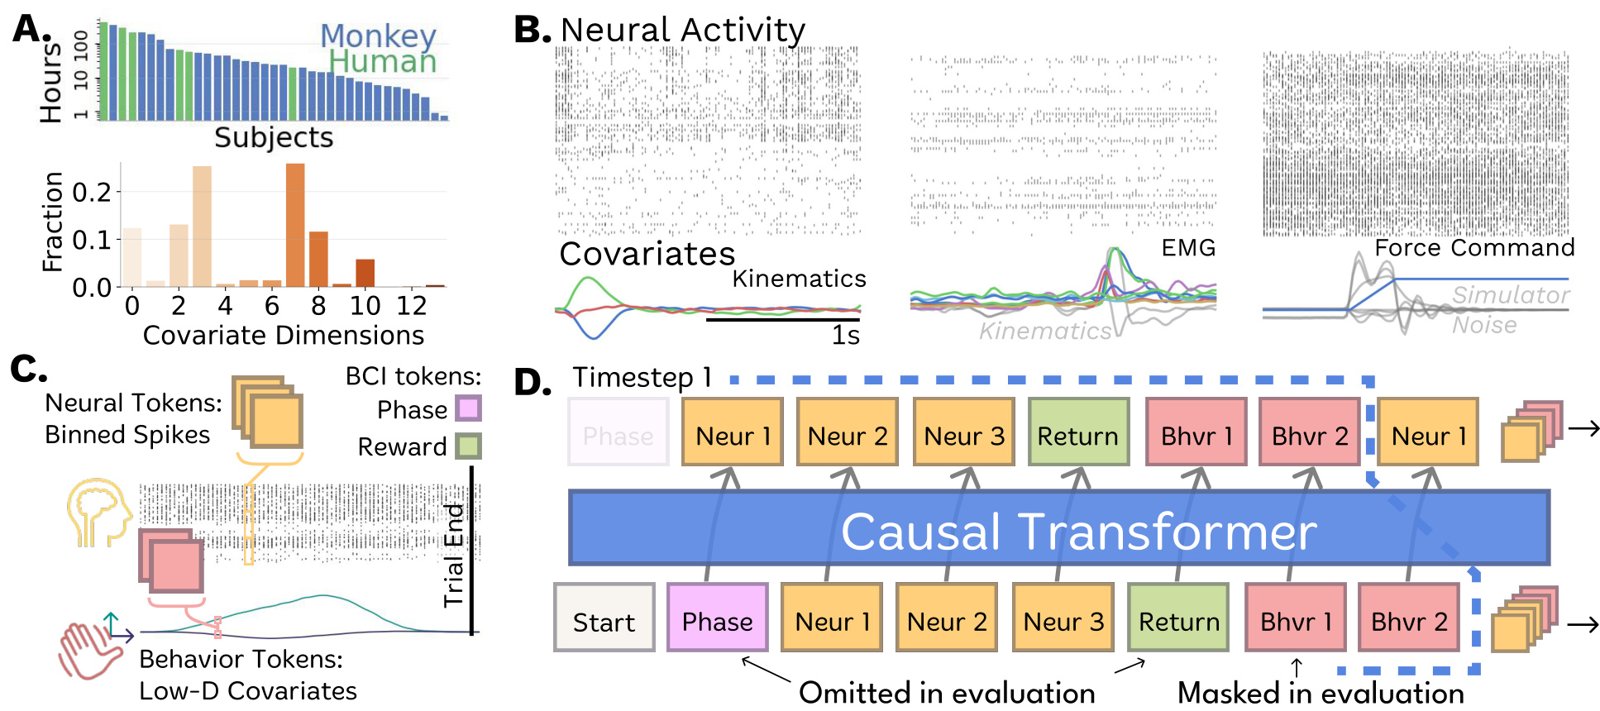 A.
Hours
100
10
1
Monkey
Human
Subjects
Fraction
0.2
0.1
0.0
0 2 4 6 8 10 12
Covariate Dimensions
B. Neural Activity
Covariates
Kinematics
1s
EMG
Kinematics
Force Command
Simulator
Noise
C.
Neural Tokens:
Binned Spikes
BCI tokens:
Phase
Reward
Trial End
Behavior Tokens:
Low-D Covariates
D. Timestep 1
Phase Neur 1 Neur 2 Neur 3 Return Bhvr 1 Bhvr 2 Neur 1
Causal Transformer
Start Phase Neur 1 Neur 2 Neur 3 Return Bhvr 1 Bhvr 2
Omitted in evaluation Masked in evaluation